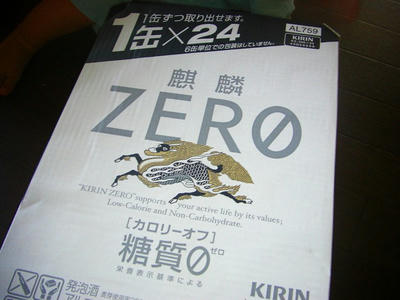 1缶ずつ取り出せます。
1缶×24
6缶単位での包装はしていません。
AL759
KIRIN
麒麟
ZERO
"KIRIN ZERO" supports your active life by its values;
Low-Calorie and Non-Carbohydrate.
[カロリーオフ]
糖質0ゼロ
栄養表示基準による
KIRIN
発泡酒